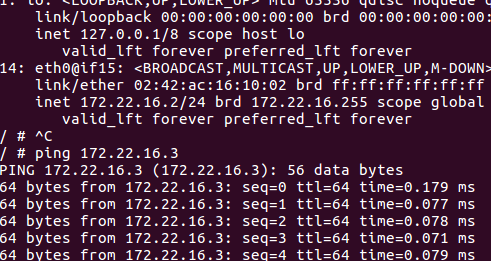 1: lo: <LOOPBACK,UP,LOWER_UP> mtu 65536 qdisc noqueue
    link/loopback 00:00:00:00:00:00 brd 00:00:00:00:0
    inet 127.0.0.1/8 scope host lo
       valid_lft forever preferred_lft forever
14: eth0@if15: <BROADCAST,MULTICAST,UP,LOWER_UP,M-DOWN>
    link/ether 02:42:ac:16:10:02 brd ff:ff:ff:ff:ff:ff
    inet 172.22.16.2/24 brd 172.22.16.255 scope global
       valid_lft forever preferred_lft forever
/ # ^C
/ # ping 172.22.16.3
PING 172.22.16.3 (172.22.16.3): 56 data bytes
64 bytes from 172.22.16.3: seq=0 ttl=64 time=0.179 ms
64 bytes from 172.22.16.3: seq=1 ttl=64 time=0.077 ms
64 bytes from 172.22.16.3: seq=2 ttl=64 time=0.078 ms
64 bytes from 172.22.16.3: seq=3 ttl=64 time=0.071 ms
64 bytes from 172.22.16.3: seq=4 ttl=64 time=0.079 ms